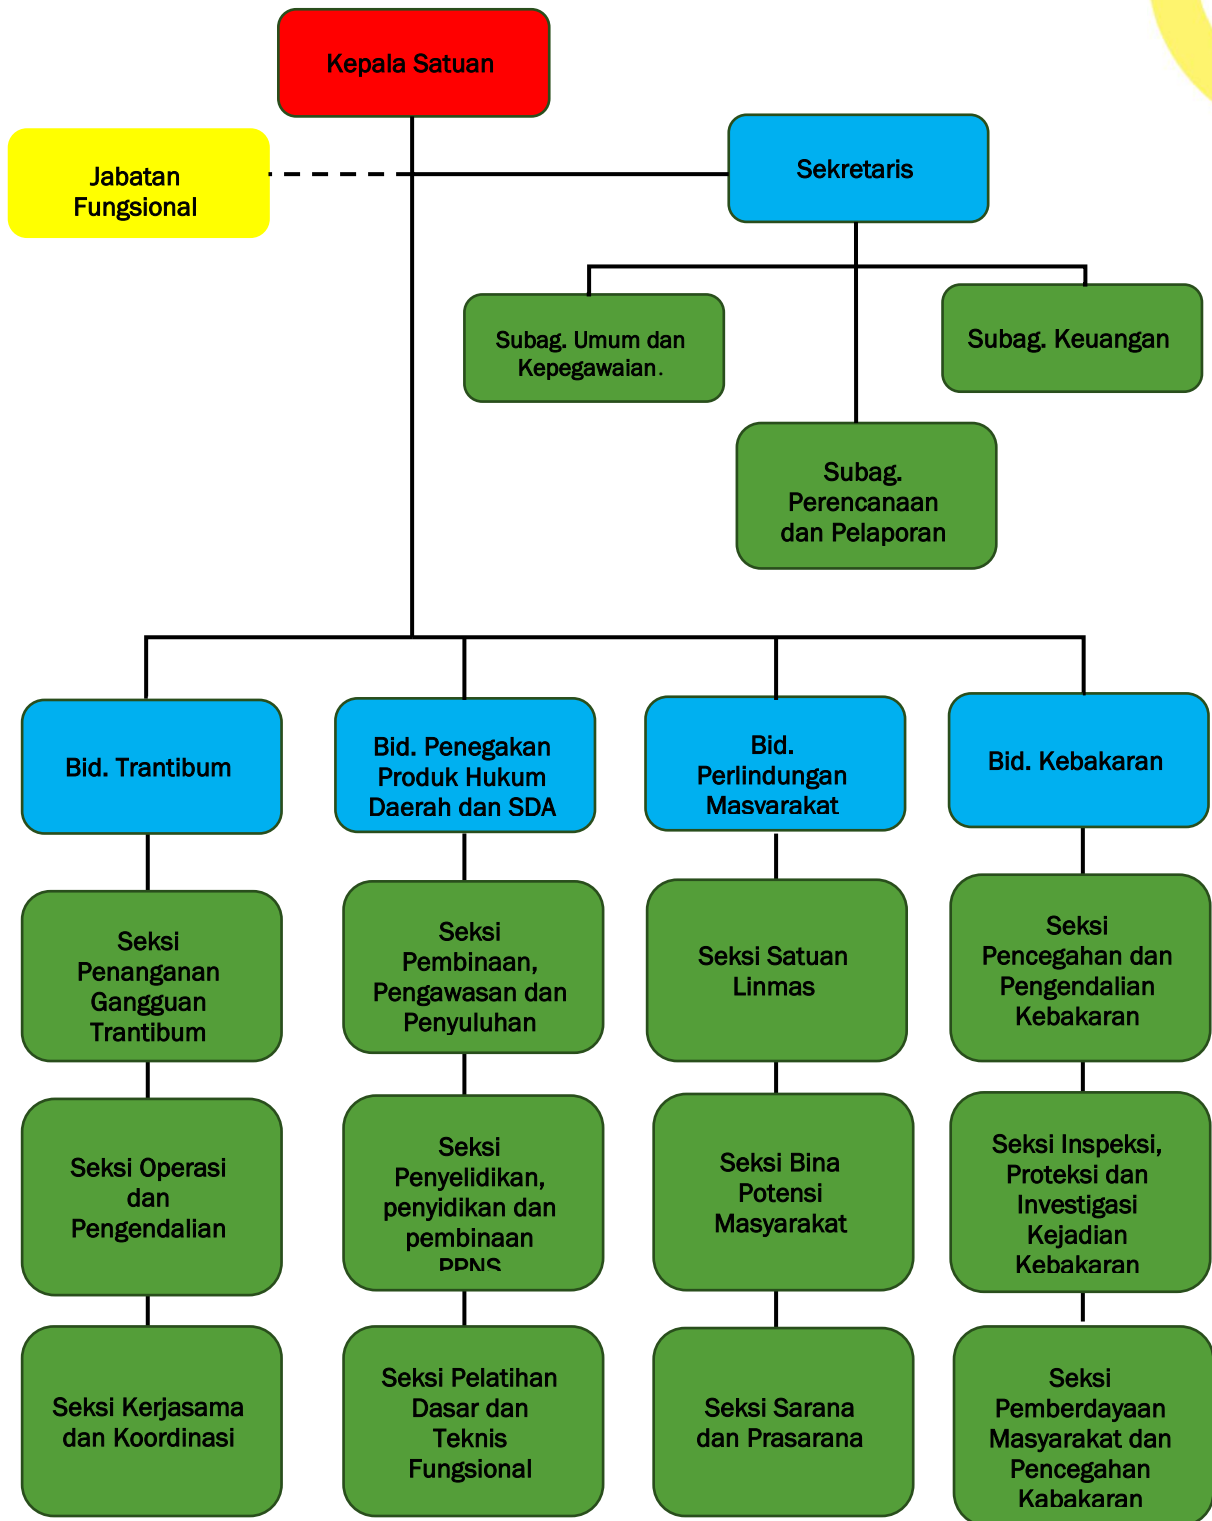 Kepala Satuan
Jabatan
Fungsional
Sekretaris
Subag. Umum dan
Kepegawaian.
Subag. Keuangan
Subag.
Perencanaan
dan Pelaporan
Bid. Trantibum
Bid. Penegakan
Produk Hukum
Daerah dan SDA
Bid.
Perlindungan
Masyarakat
Bid. Kebakaran
Seksi
Penanganan
Gangguan
Trantibum
Seksi
Pembinaan,
Pengawasan dan
Penyuluhan
Seksi Satuan
Linmas
Seksi
Pencegahan dan
Pengendalian
Kebakaran
Seksi Operasi
dan
Pengendalian
Seksi
Penyelidikan,
penyidikan dan
pembinaan
PPNS
Seksi Bina
Potensi
Masyarakat
Seksi Inspeksi,
Proteksi dan
Investigasi
Kejadian
Kebakaran
Seksi Kerjasama
dan Koordinasi
Seksi Pelatihan
Dasar dan
Teknis
Fungsional
Seksi Sarana
dan Prasarana
Seksi
Pemberdayaan
Masyarakat dan
Pencegahan
Kabakaran